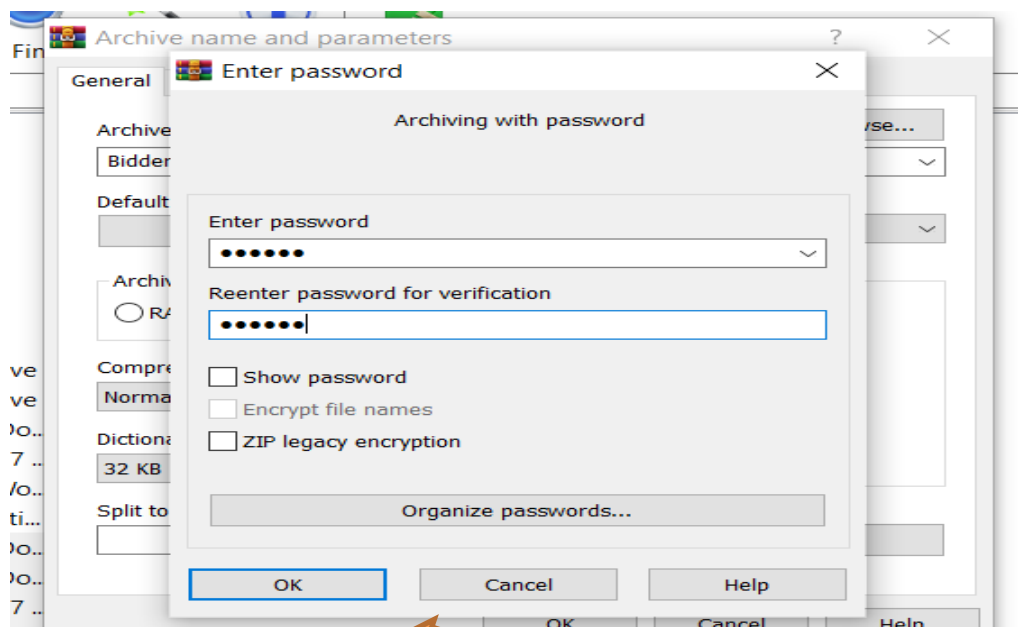 Fin
Archive name and parameters
?
Enter password
General
Archiving with password
Archive
wse...
Bidder
Default
Enter password
Archiv
Reenter password for verification
RA
ve
Compre
Show password
ve
Norma
Encrypt file names
Do..
Dictiona
ZIP legacy encryption
7 ..
32 KB
Vo..
Split to
Organize passwords...
ti...
Do..
Do..
OK
Cancel
Help
7 ..
OK
Cancel
Help